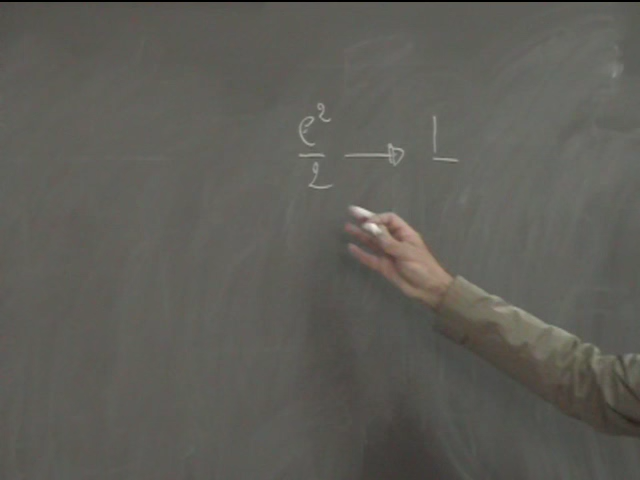 e²/2 → 1